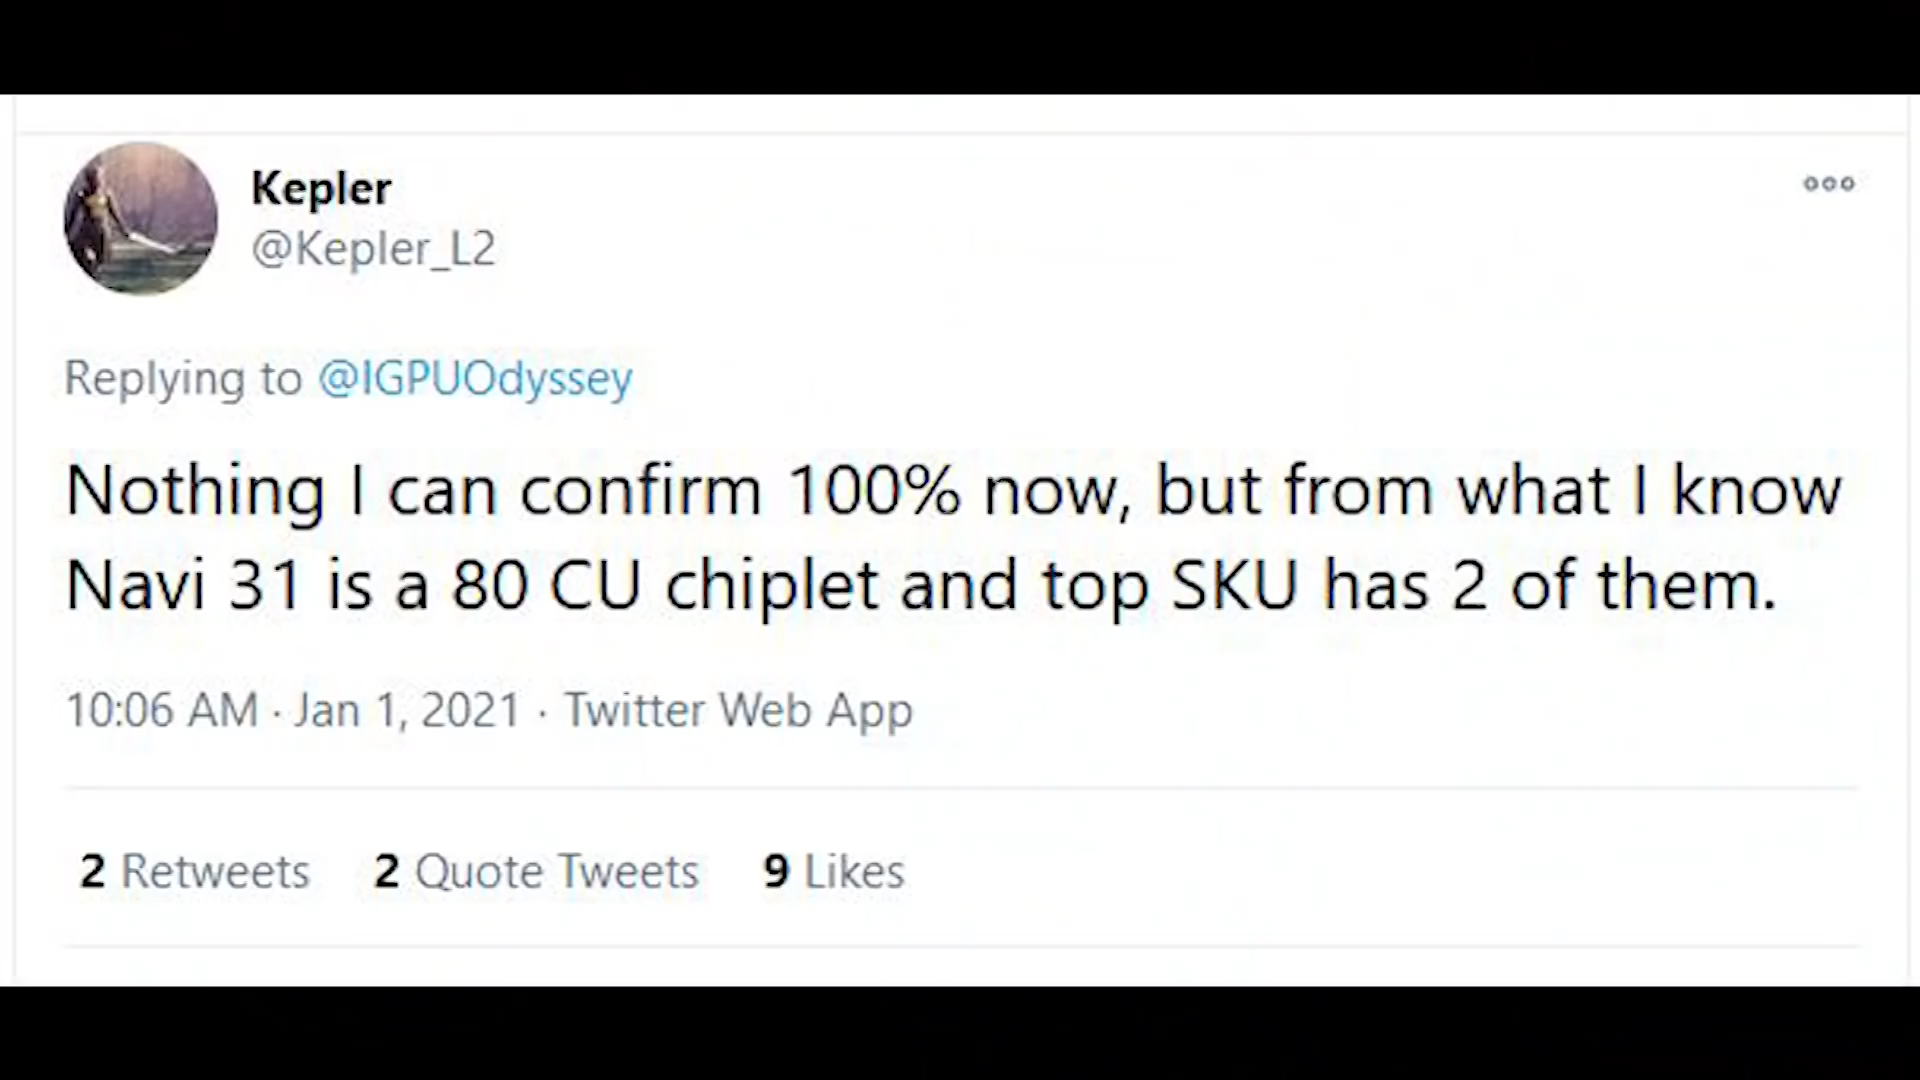 Kepler
@Kepler_L2
Replying to @IGPUOdyssey
Nothing I can confirm 100% now, but from what I know
Navi 31 is a 80 CU chiplet and top SKU has 2 of them.
10:06 AM · Jan 1, 2021 · Twitter Web App
2 Retweets 2 Quote Tweets 9 Likes